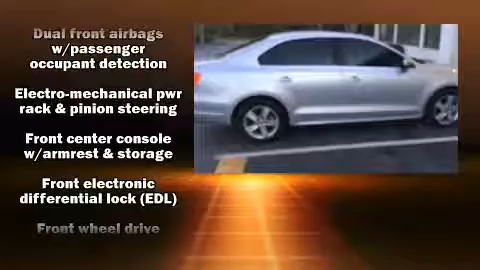 Dual front airbags
w/passenger
occupant detection
Electro-mechanical pwr
rack & pinion steering
Front center console
w/armrest & storage
Front electronic
differential lock (EDL)
Front wheel drive